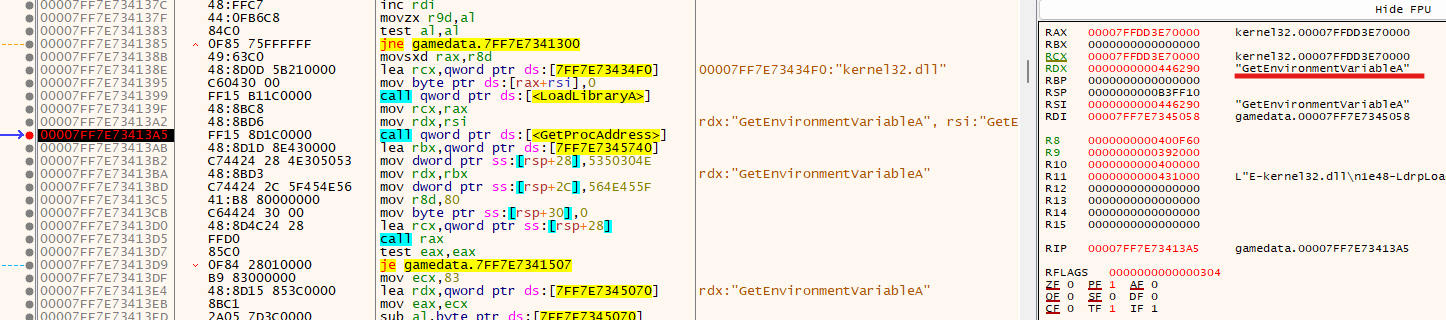 00007FF7E734137C 48:FFC7 inc rdi
00007FF7E734137F 44:0FB6C8 movzx r9d,al
00007FF7E7341383 84C0 test al,al
00007FF7E7341385 0F85 75FFFFFF jne gamedata.7FF7E7341300
00007FF7E734138B 49:63C0 movsxd rax,r8d
00007FF7E734138E 48:8D0D 5B210000 lea rcx,qword ptr ds:[7FF7E73434F0] 00007FF7E73434F0:"kernel32.dll"
00007FF7E7341395 C60430 00 mov byte ptr ds:[rax+rsi],0
00007FF7E7341399 FF15 B11C0000 call qword ptr ds:[<LoadLibraryA>]
00007FF7E734139F 48:8BC8 mov rcx,rax
00007FF7E73413A2 48:8BD6 mov rdx,rsi rdx:"GetEnvironmentVariableA", rsi:"GetE
00007FF7E73413A5 FF15 8D1C0000 call qword ptr ds:[<GetProcAddress>]
00007FF7E73413AB 48:8D1D 8E430000 lea rbx,qword ptr ds:[7FF7E7345740]
00007FF7E73413B2 C74424 28 4E305053 mov dword ptr ss:[rsp+28],5350304E
00007FF7E73413BA 48:8BD3 mov rdx,rbx rdx:"GetEnvironmentVariableA"
00007FF7E73413BD C74424 2C 5F454E56 mov dword ptr ss:[rsp+2C],564E455F
00007FF7E73413C5 41:B8 80000000 mov r8d,80
00007FF7E73413CB C64424 30 00 mov byte ptr ss:[rsp+30],0
00007FF7E73413D0 48:8D4C24 28 lea rcx,qword ptr ss:[rsp+28]
00007FF7E73413D5 FFD0 call rax
00007FF7E73413D7 85C0 test eax,eax
00007FF7E73413D9 0F84 28010000 je gamedata.7FF7E7341507
00007FF7E73413DF B9 83000000 mov ecx,83
00007FF7E73413E4 48:8D15 853C0000 lea rdx,qword ptr ds:[7FF7E7345070] rdx:"GetEnvironmentVariableA"
00007FF7E73413EB 8BC1 mov eax,ecx
00007FF7E73413ED 2A05 7D3C0000 sub al,byte ptr ds:[7FF7E7345070]
Hide FPU
RAX 00007FFDD3E70000 kernel32.00007FFDD3E70000
RBX 0000000000000000
RCX 00007FFDD3E70000 kernel32.00007FFDD3E70000
RDX 0000000000446290 "GetEnvironmentVariableA"
RBP 0000000000000000
RSP 0000000000B3FF10
RSI 0000000000446290 "GetEnvironmentVariableA"
RDI 00007FF7E7345058 gamedata.00007FF7E7345058
R8 0000000000400F60
R9 0000000000392000
R10 0000000000400000
R11 0000000000431000 L"E-kernel32.dll\n1e48-LdrpLoa
R12 0000000000000000
R13 0000000000000000
R14 0000000000000000
R15 0000000000000000
RIP 00007FF7E73413A5 gamedata.00007FF7E73413A5
RFLAGS 0000000000000304
ZF 0 PF 1 AF 0
OF 0 SF 0 DF 0
CF 0 TF 1 IF 1